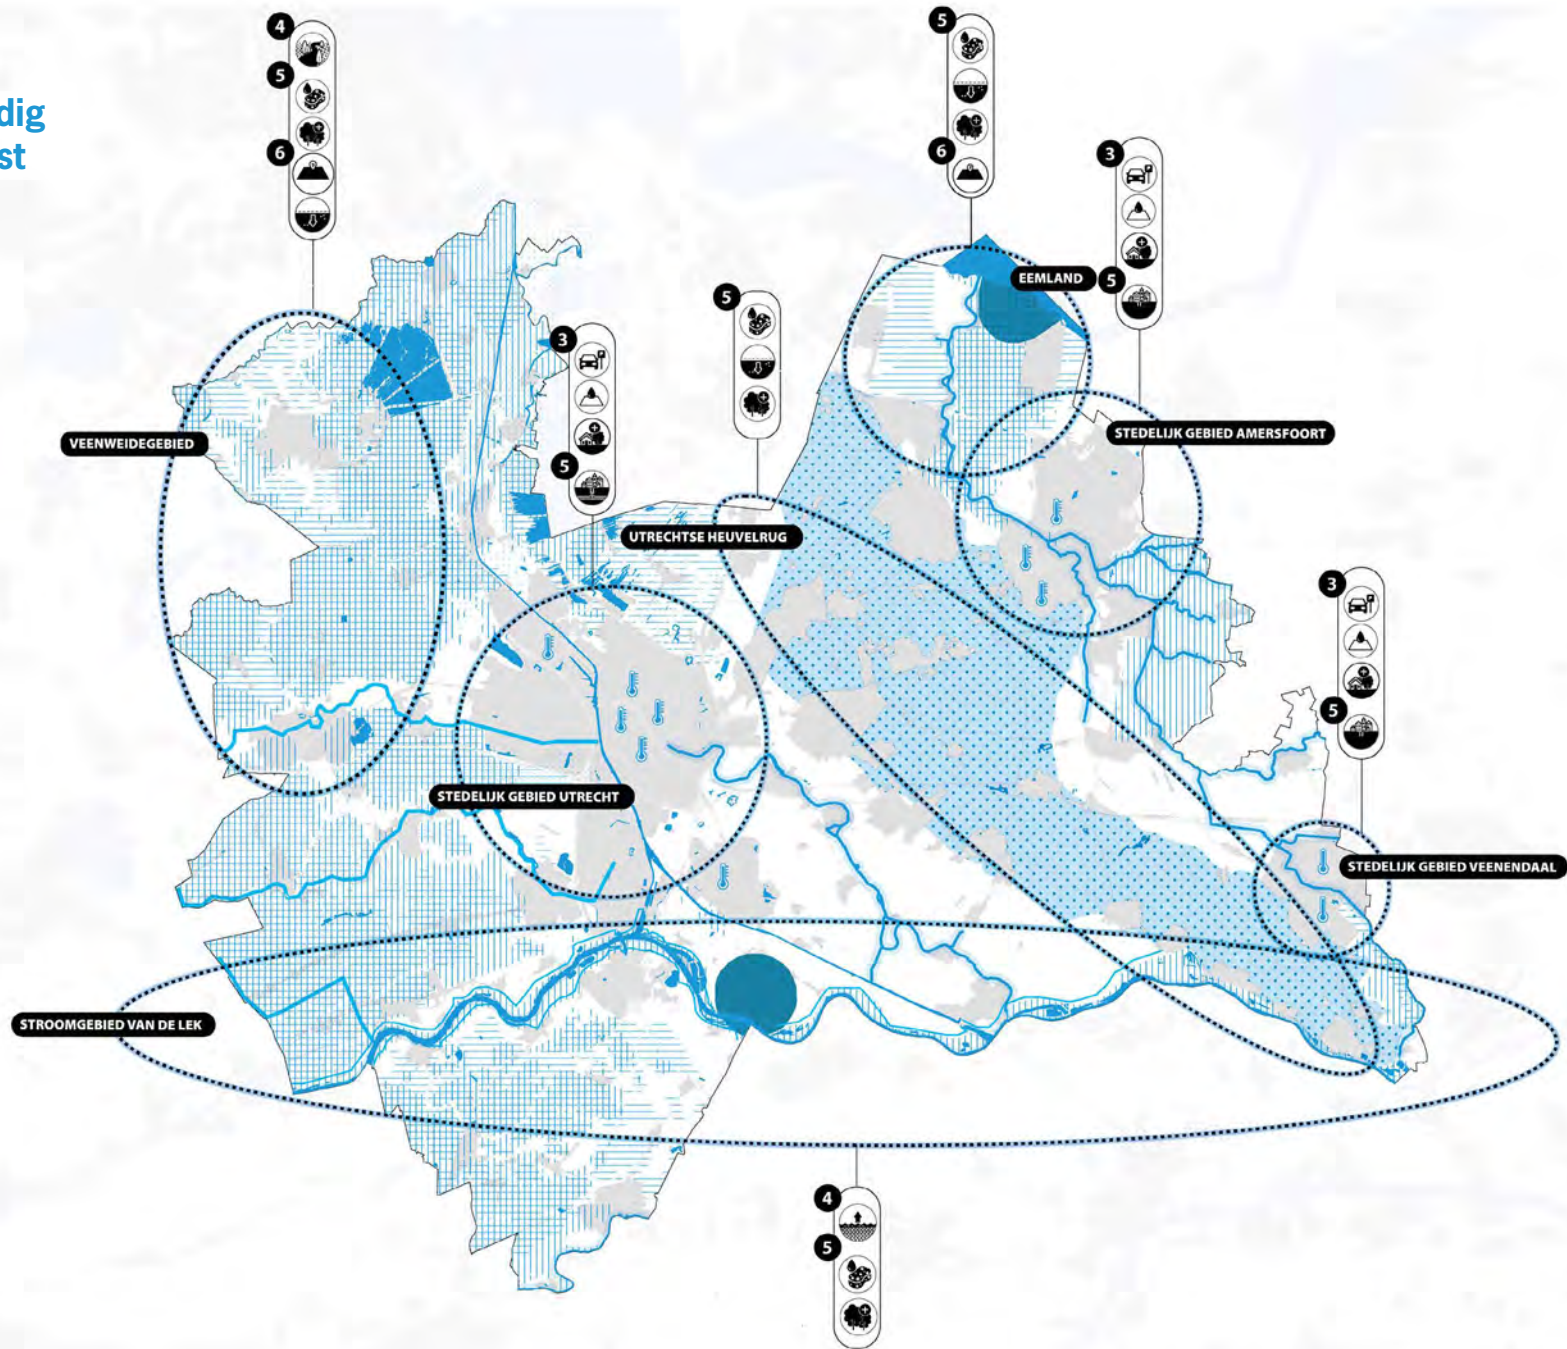 dig
st
4
5
6
5
6
3
5
EEMLAND
5
3
5
VEENWEIDEGEBIED
STEDELIJK GEBIED AMERSFOORT
UTRECHTSE HEUVELRUG
3
5
STEDELIJK GEBIED UTRECHT
STEDELIJK GEBIED VEENENDAAL
STROOMGEBIED VAN DE LEK
4
5